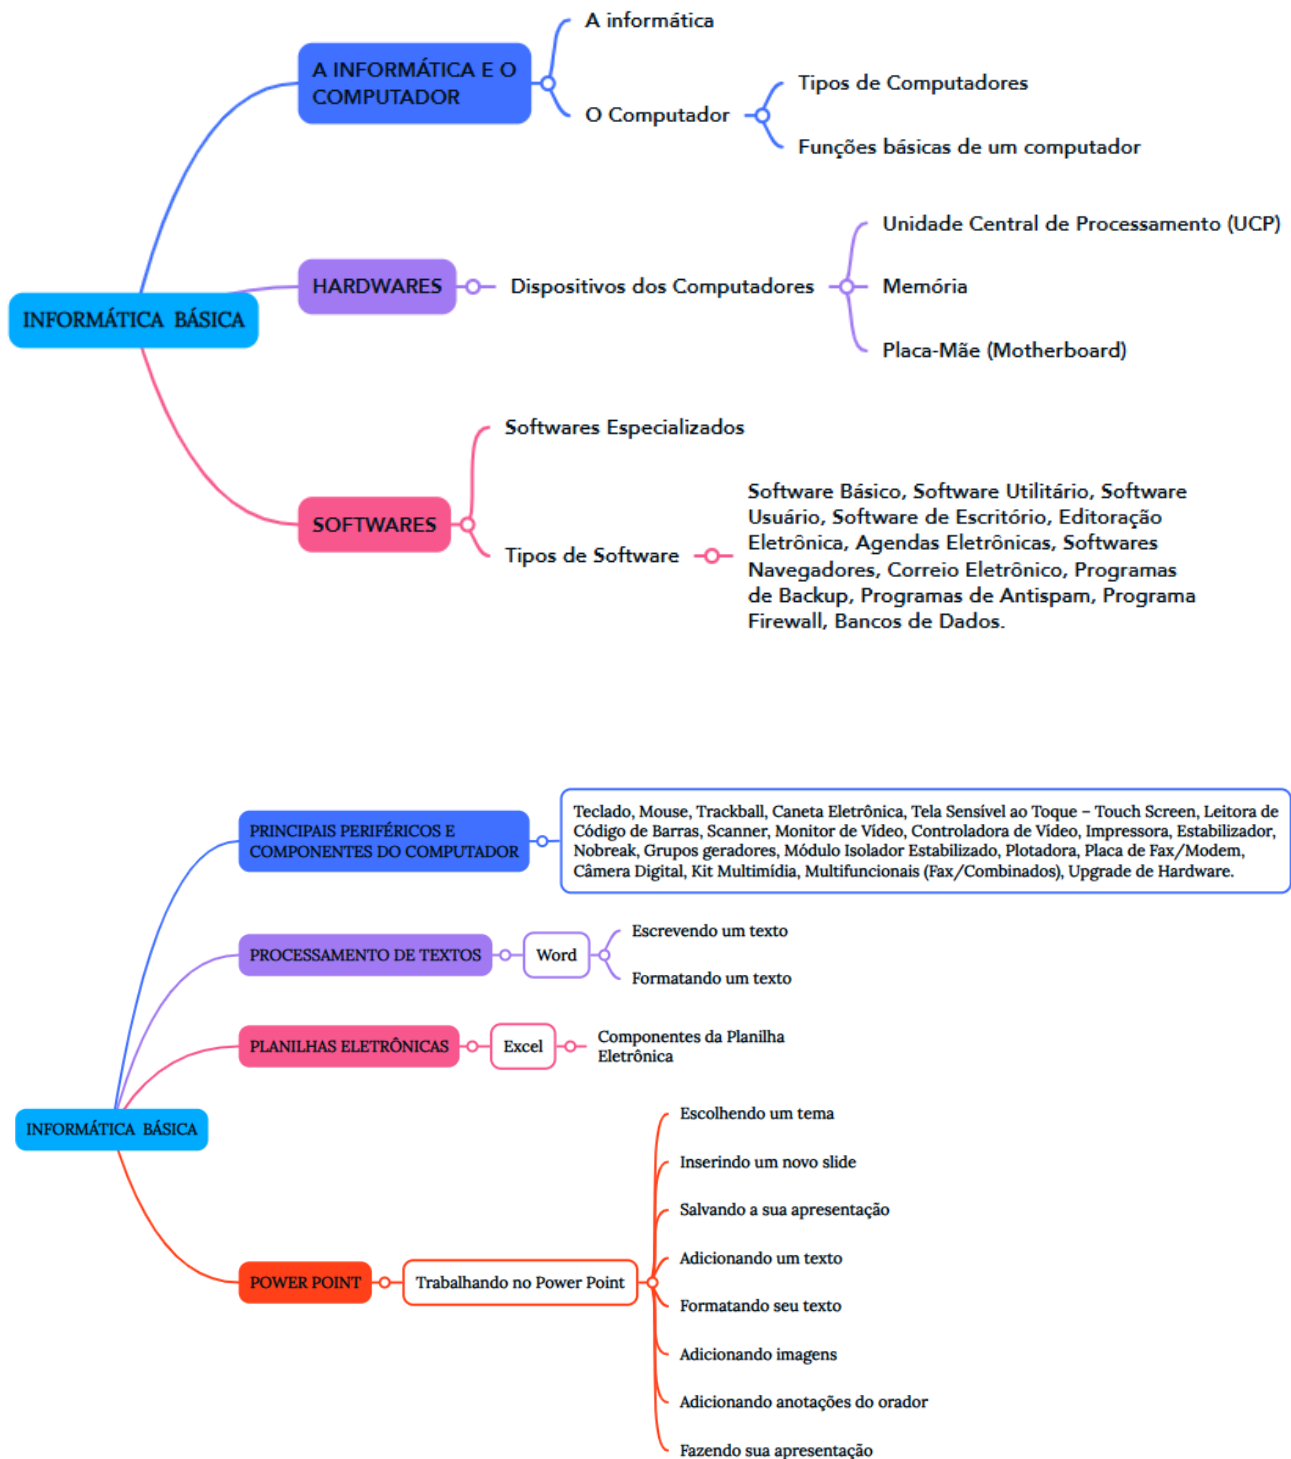 A informática
A INFORMÁTICA E O
COMPUTADOR
Tipos de Computadores
O Computador
Funções básicas de um computador
Unidade Central de Processamento (UCP)
HARDWARES
Dispositivos dos Computadores
Memória
INFORMÁTICA BÁSICA
Placa-Mãe (Motherboard)
Softwares Especializados
SOFTWARES
Tipos de Software
Software Básico, Software Utilitário, Software
Usuário, Software de Escritório, Editoração
Eletrônica, Agendas Eletrônicas, Softwares
Navegadores, Correio Eletrônico, Programas
de Backup, Programas de Antispam, Programa
Firewall, Bancos de Dados.
PRINCIPAIS PERIFÉRICOS E
COMPONENTES DO COMPUTADOR
Teclado, Mouse, Trackball, Caneta Eletrônica, Tela Sensível ao Toque – Touch Screen, Leitora de
Código de Barras, Scanner, Monitor de Vídeo, Controladora de Vídeo, Impressora, Estabilizador,
Nobreak, Grupos geradores, Módulo Isolador Estabilizado, Plotadora, Placa de Fax/Modem,
Câmera Digital, Kit Multimídia, Multifuncionais (Fax/Combinados), Upgrade de Hardware.
PROCESSAMENTO DE TEXTOS
Word
Escrevendo um texto
Formatando um texto
PLANILHAS ELETRÔNICAS
Excel
Componentes da Planilha
Eletrônica
INFORMÁTICA BÁSICA
POWER POINT
Trabalhando no Power Point
Escolhendo um tema
Inserindo um novo slide
Salvando a sua apresentação
Adicionando um texto
Formatando seu texto
Adicionando imagens
Adicionando anotações do orador
Fazendo sua apresentação